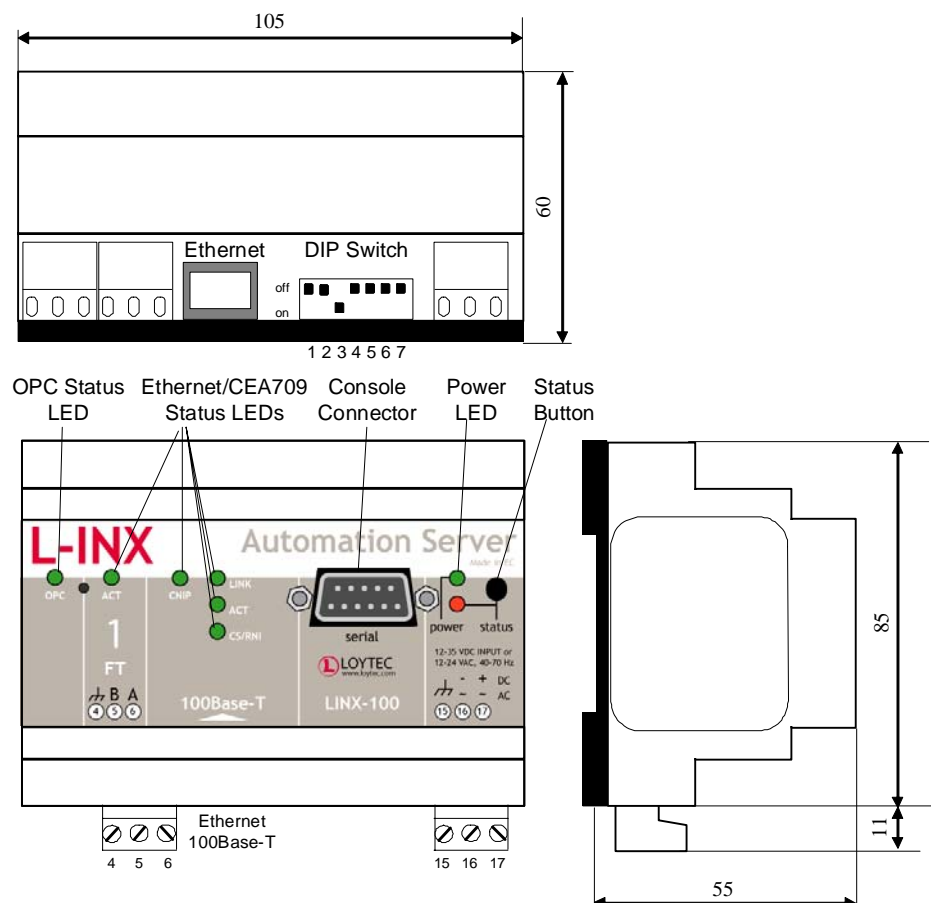 105
60
Ethernet DIP Switch
off
on
1 2 3 4 5 6 7
OPC Status LED
Ethernet/CEA709 Status LEDs
Console Connector
Power LED
Status Button
L-INX Automation Server
Made in EC
OPC ACT CNIP LINK
ACT
CS/RNI
1
FT
B A
4 5 6
100Base-T
serial
LOYTEC
www.loytec.com
LINX-100
power status
12-35 VDC INPUT or
12-24 VAC, 40-70 Hz
- + DC
~ ~ AC
15 16 17
85
11
55
Ethernet
100Base-T
4 5 6
15 16 17